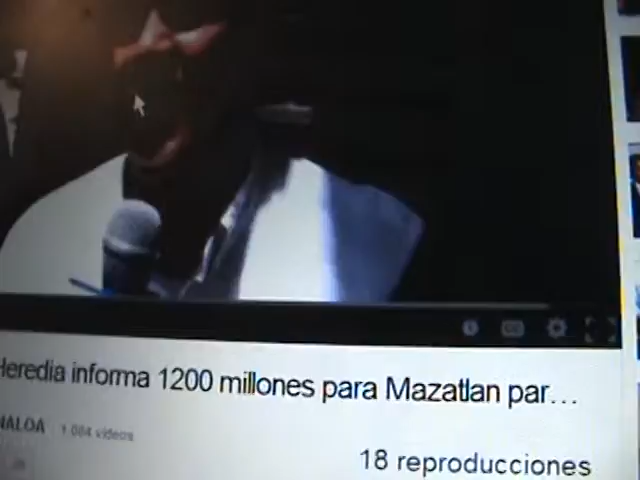 Heredia informa 1200 millones para Mazatlan par...
NALOA 1 084 videos
18 reproducciones